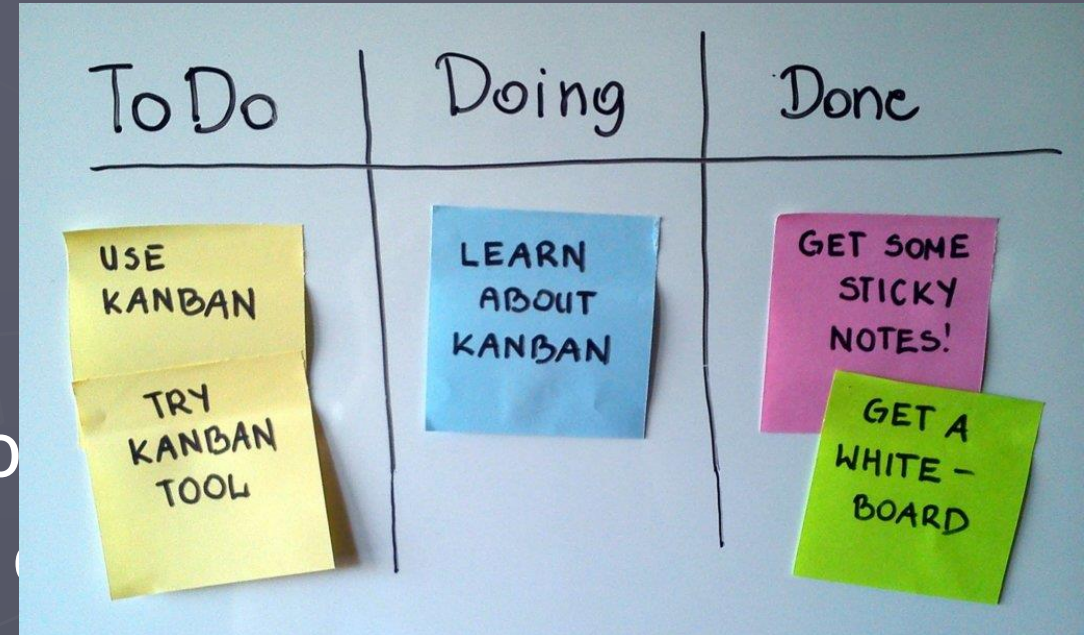 To Do
Doing
Done
USE
KANBAN
TRY
KANBAN
TOOL
LEARN
ABOUT
KANBAN
GET SOME
STICKY
NOTES!
GET A
WHITE-
BOARD